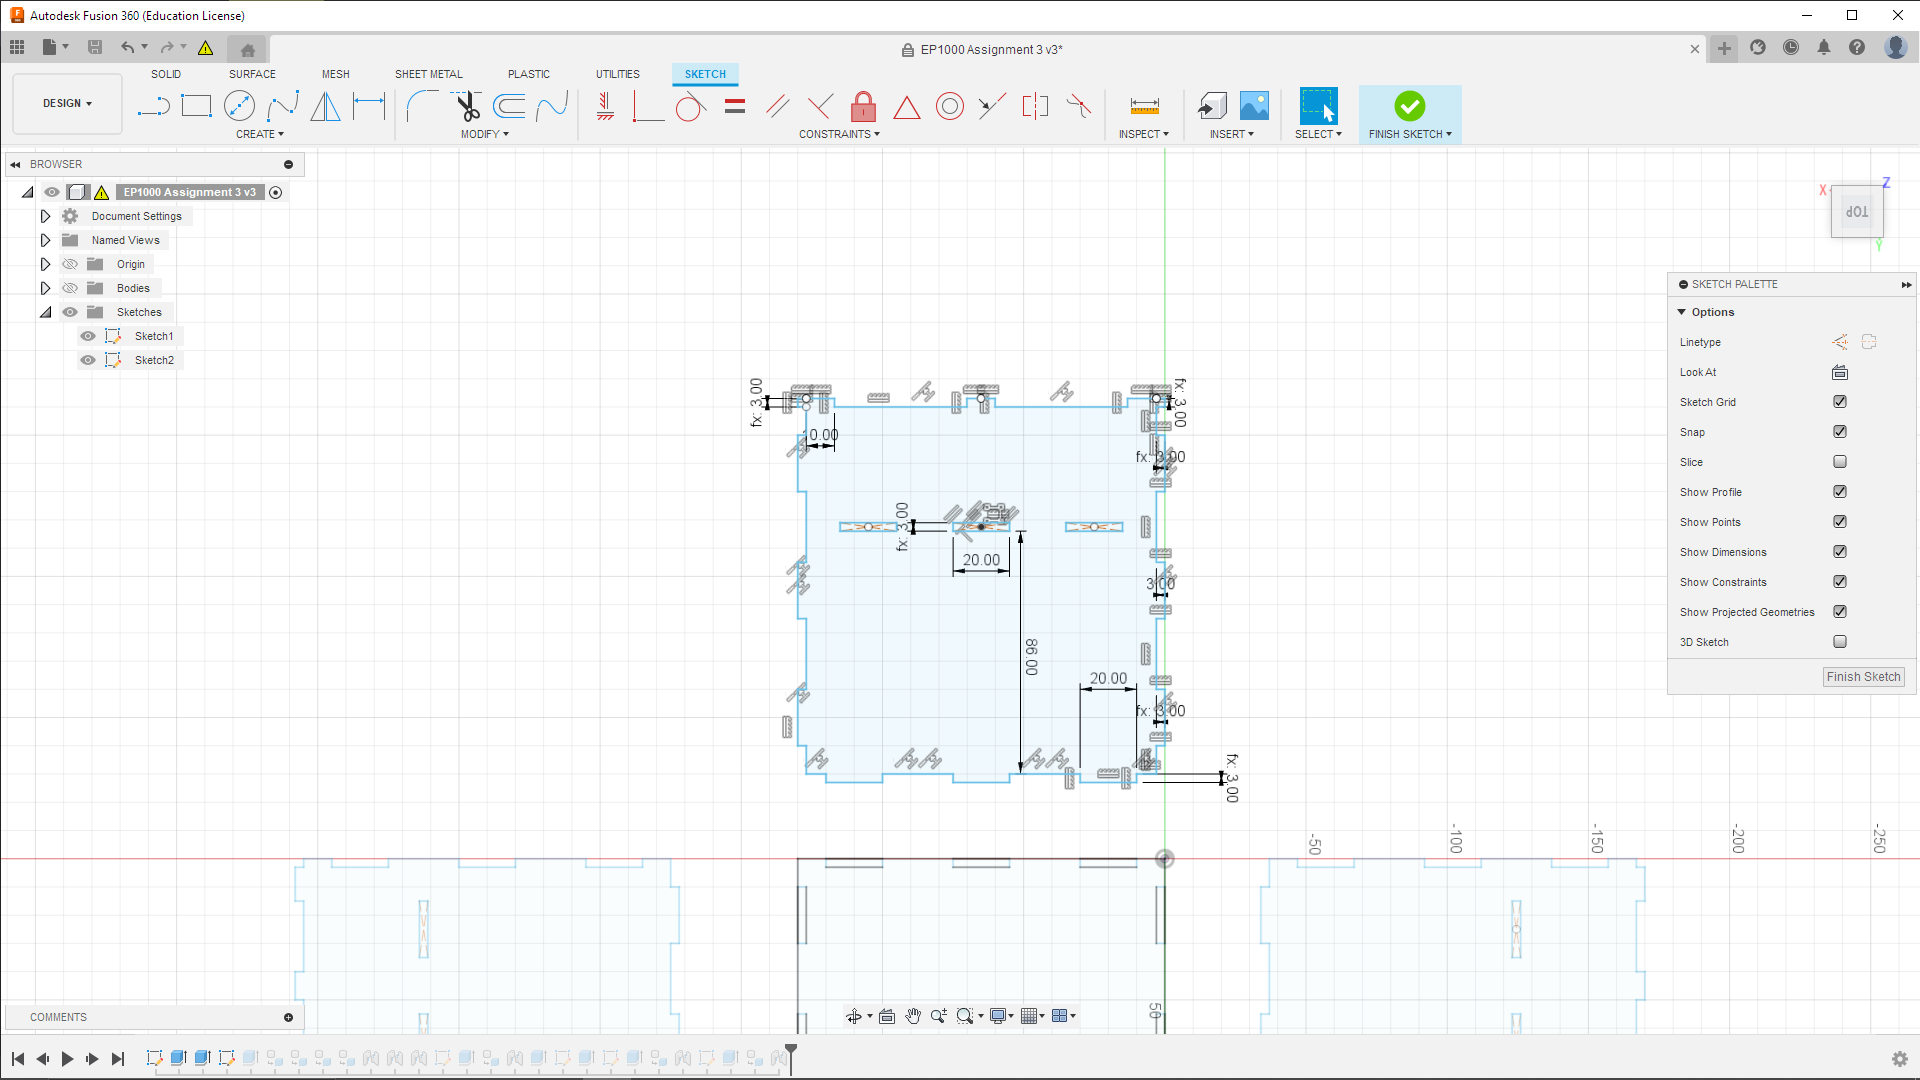 Autodesk Fusion 360 (Education License)
EP1000 Assignment 3 v3*
SOLID SURFACE MESH SHEET METAL PLASTIC UTILITIES SKETCH
DESIGN
CREATE MODIFY CONSTRAINTS INSPECT INSERT SELECT FINISH SKETCH
BROWSER
EP1000 Assignment 3 v3
Document Settings
Named Views
Origin
Bodies
Sketches
Sketch1
Sketch2
X
Z
TOP
Y
SKETCH PALETTE
Options
Linetype
Look At
Sketch Grid
Snap
Slice
Show Profile
Show Points
Show Dimensions
Show Constraints
Show Projected Geometries
3D Sketch
Finish Sketch
fx: 3.00
fx: 3.00
fx: 3.00
fx: 3.00
20.00
3.00
86.00
20.00
fx: 3.00
fx: 3.00
-50
-100
-150
-200
-250
50
COMMENTS